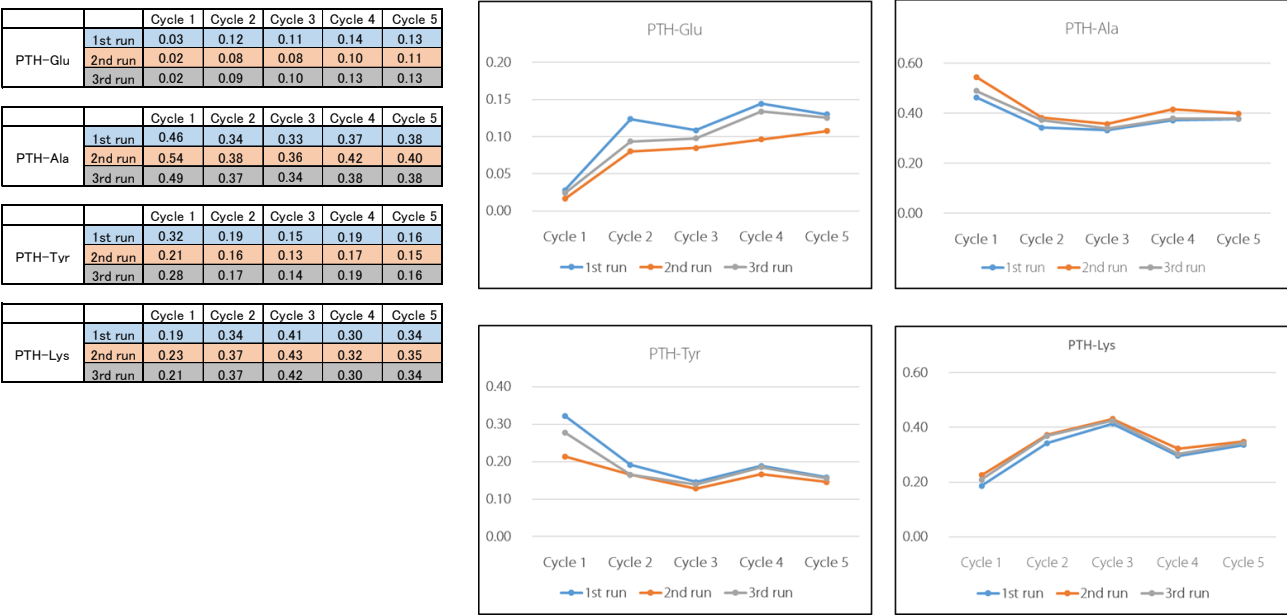 Cycle 1 Cycle 2 Cycle 3 Cycle 4 Cycle 5
1st run 0.03 0.12 0.11 0.14 0.13
PTH-Glu 2nd run 0.02 0.08 0.08 0.10 0.11
3rd run 0.02 0.09 0.10 0.13 0.13
Cycle 1 Cycle 2 Cycle 3 Cycle 4 Cycle 5
1st run 0.46 0.34 0.33 0.37 0.38
PTH-Ala 2nd run 0.54 0.38 0.36 0.42 0.40
3rd run 0.49 0.37 0.34 0.38 0.38
Cycle 1 Cycle 2 Cycle 3 Cycle 4 Cycle 5
1st run 0.32 0.19 0.15 0.19 0.16
PTH-Tyr 2nd run 0.21 0.16 0.13 0.17 0.15
3rd run 0.28 0.17 0.14 0.19 0.16
Cycle 1 Cycle 2 Cycle 3 Cycle 4 Cycle 5
1st run 0.19 0.34 0.41 0.30 0.34
PTH-Lys 2nd run 0.23 0.37 0.43 0.32 0.35
3rd run 0.21 0.37 0.42 0.30 0.34
PTH-Glu
0.20
0.15
0.10
0.05
0.00
Cycle 1 Cycle 2 Cycle 3 Cycle 4 Cycle 5
1st run 2nd run 3rd run
PTH-Ala
0.60
0.40
0.20
0.00
Cycle 1 Cycle 2 Cycle 3 Cycle 4 Cycle 5
1st run 2nd run 3rd run
PTH-Tyr
0.40
0.30
0.20
0.10
0.00
Cycle 1 Cycle 2 Cycle 3 Cycle 4 Cycle 5
1st run 2nd run 3rd run
PTH-Lys
0.60
0.40
0.20
0.00
Cycle 1 Cycle 2 Cycle 3 Cycle 4 Cycle 5
1st run 2nd run 3rd run